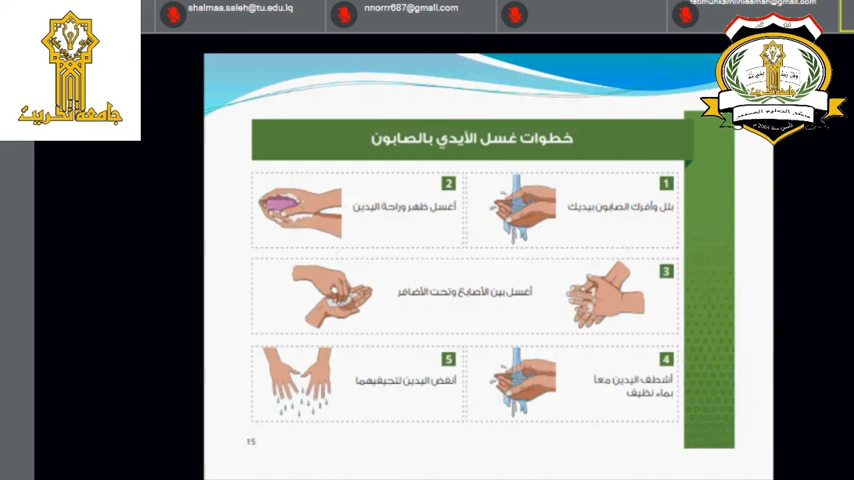 shalmaa.saleh@tu.edu.iq
nnorrr687@gmail.com
جامعة تكريت
خطوات غسل الأيدي بالصابون
1
بلل وأفرك الصابون بيديك
2
أغسل ظهر وراحة اليدين
3
أغسل بين الأصابع وتحت الأضافر
4
أشطف اليدين معاً
بماء نظيف
5
أنفض اليدين لتجفيفهما
15